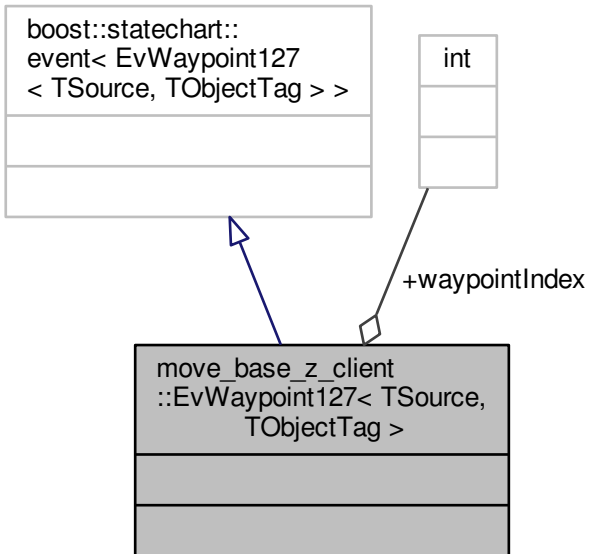 boost::statechart::
event< EvWaypoint127
< TSource, TObjectTag > >
int
+waypointIndex
move_base_z_client
::EvWaypoint127< TSource,
TObjectTag >